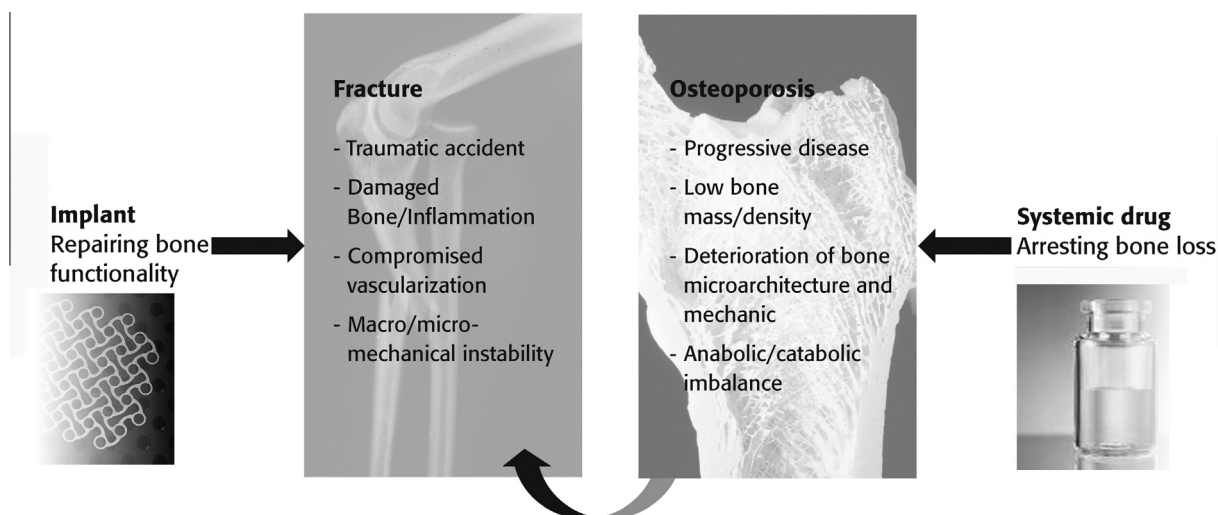 Implant
Repairing bone
functionality
Fracture
- Traumatic accident
- Damaged
Bone/Inflammation
- Compromised
vascularization
- Macro/micro-
mechanical instability
Osteoporosis
- Progressive disease
- Low bone
mass/density
- Deterioration of bone
microarchitecture and
mechanic
- Anabolic/catabolic
imbalance
Systemic drug
Arresting bone loss